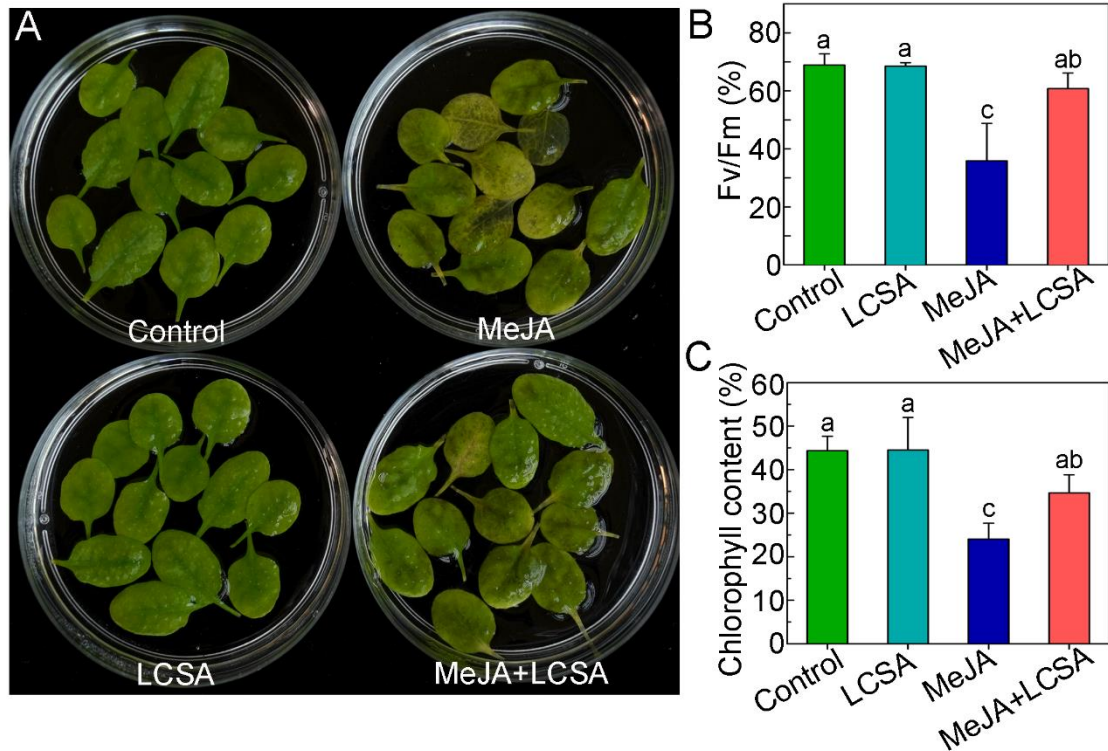 A
Control
MeJA
LCSA
MeJA+LCSA
B
Fv/Fm (%)
80
60
40
20
0
a
a
c
ab
Control
LCSA
MeJA
MeJA+LCSA
C
Chlorophyll content (%)
60
50
40
30
20
10
0
a
a
c
ab
Control
LCSA
MeJA
MeJA+LCSA